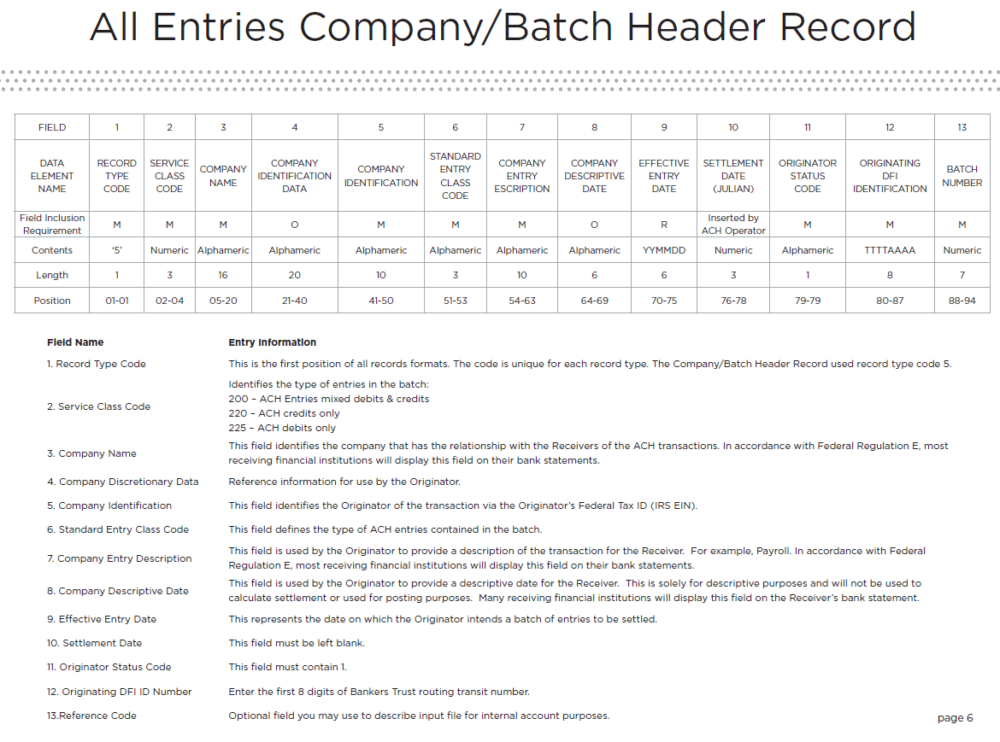 All Entries Company/Batch Header Record
FIELD 1 2 3 4 5 6 7 8 9 10 11 12 13
DATA ELEMENT NAME RECORD TYPE CODE SERVICE CLASS CODE COMPANY NAME COMPANY IDENTIFICATION DATA COMPANY IDENTIFICATION STANDARD ENTRY CLASS CODE COMPANY ENTRY ESCRIPTION COMPANY DESCRIPTIVE DATE EFFECTIVE ENTRY DATE SETTLEMENT DATE (JULIAN) ORIGINATOR STATUS CODE ORIGINATING DFI IDENTIFICATION BATCH NUMBER
Field Inclusion Requirement M M M O M M M O R Inserted by ACH Operator M M M
Contents ‘5’ Numeric Alphameric Alphameric Alphameric Alphameric Alphameric Alphameric YYMMDD Numeric Alphameric TTTTAAAA Numeric
Length 1 3 16 20 10 3 10 6 6 3 1 8 7
Position 01-01 02-04 05-20 21-40 41-50 51-53 54-63 64-69 70-75 76-78 79-79 80-87 88-94
Field Name Entry Information
1. Record Type Code This is the first position of all records formats. The code is unique for each record type. The Company/Batch Header Record used record type code 5.
2. Service Class Code Identifies the type of entries in the batch:
200 – ACH Entries mixed debits & credits
220 – ACH credits only
225 – ACH debits only
3. Company Name This field identifies the company that has the relationship with the Receivers of the ACH transactions. In accordance with Federal Regulation E, most
receiving financial institutions will display this field on their bank statements.
4. Company Discretionary Data Reference information for use by the Originator.
5. Company Identification This field identifies the Originator of the transaction via the Originator’s Federal Tax ID (IRS EIN).
6. Standard Entry Class Code This field defines the type of ACH entries contained in the batch.
7. Company Entry Description This field is used by the Originator to provide a description of the transaction for the Receiver. For example, Payroll. In accordance with Federal
Regulation E, most receiving financial institutions will display this field on their bank statements.
8. Company Descriptive Date This field is used by the Originator to provide a descriptive date for the Receiver. This is solely for descriptive purposes and will not be used to
calculate settlement or used for posting purposes. Many receiving financial institutions will display this field on the Receiver’s bank statement.
9. Effective Entry Date This represents the date on which the Originator intends a batch of entries to be settled.
10. Settlement Date This field must be left blank.
11. Originator Status Code This field must contain 1.
12. Originating DFI ID Number Enter the first 8 digits of Bankers Trust routing transit number.
13.Reference Code Optional field you may use to describe input file for internal account purposes.
page 6